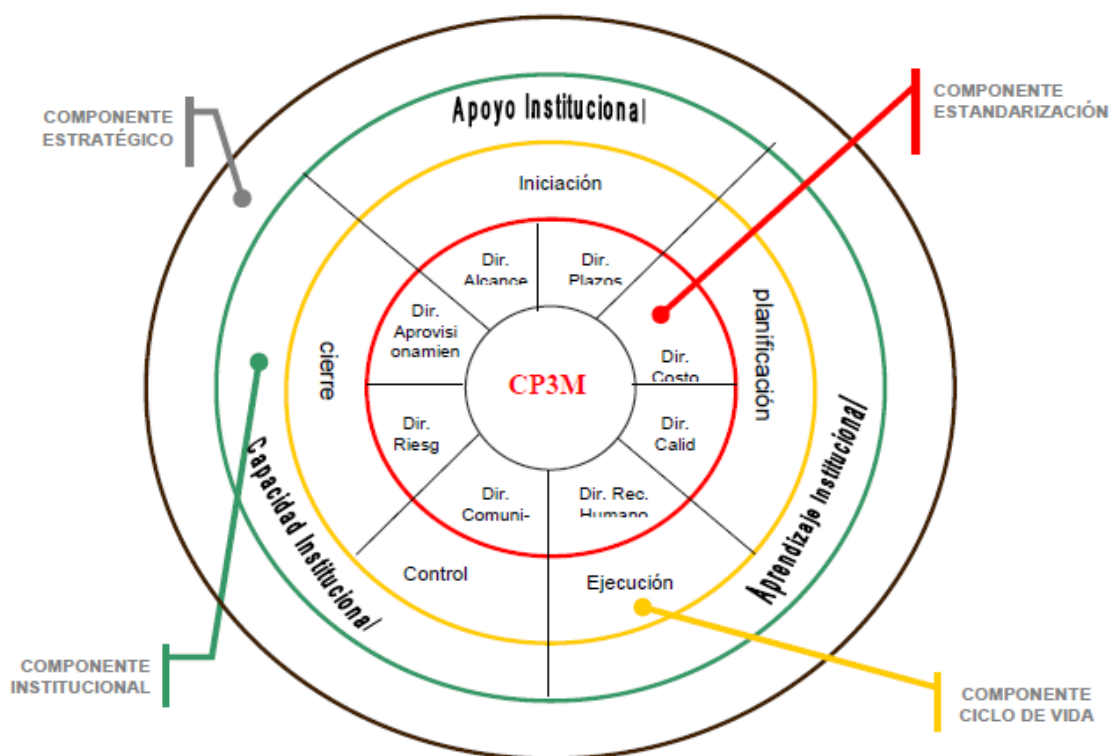 COMPONENTE
ESTRATÉGICO
COMPONENTE
ESTANDARIZACIÓN
Apoyo Institucional
Iniciación
Dir.
Alcance
Dir.
Plazos
Dir.
Aprovisi
onamien
cierre
planificación
CP3M
Dir.
Costo
Dir.
Riesg
Dir.
Calid
Dir.
Comuni-
Dir. Rec.
Humano
Control
Ejecución
Capacidad Institucional
Aprendizaje Institucional
COMPONENTE
INSTITUCIONAL
COMPONENTE
CICLO DE VIDA